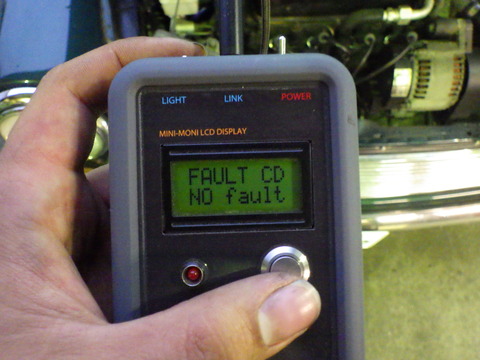 LIGHT LINK POWER
MINI-MONI LCD DISPLAY
FAULT CD
NO fault